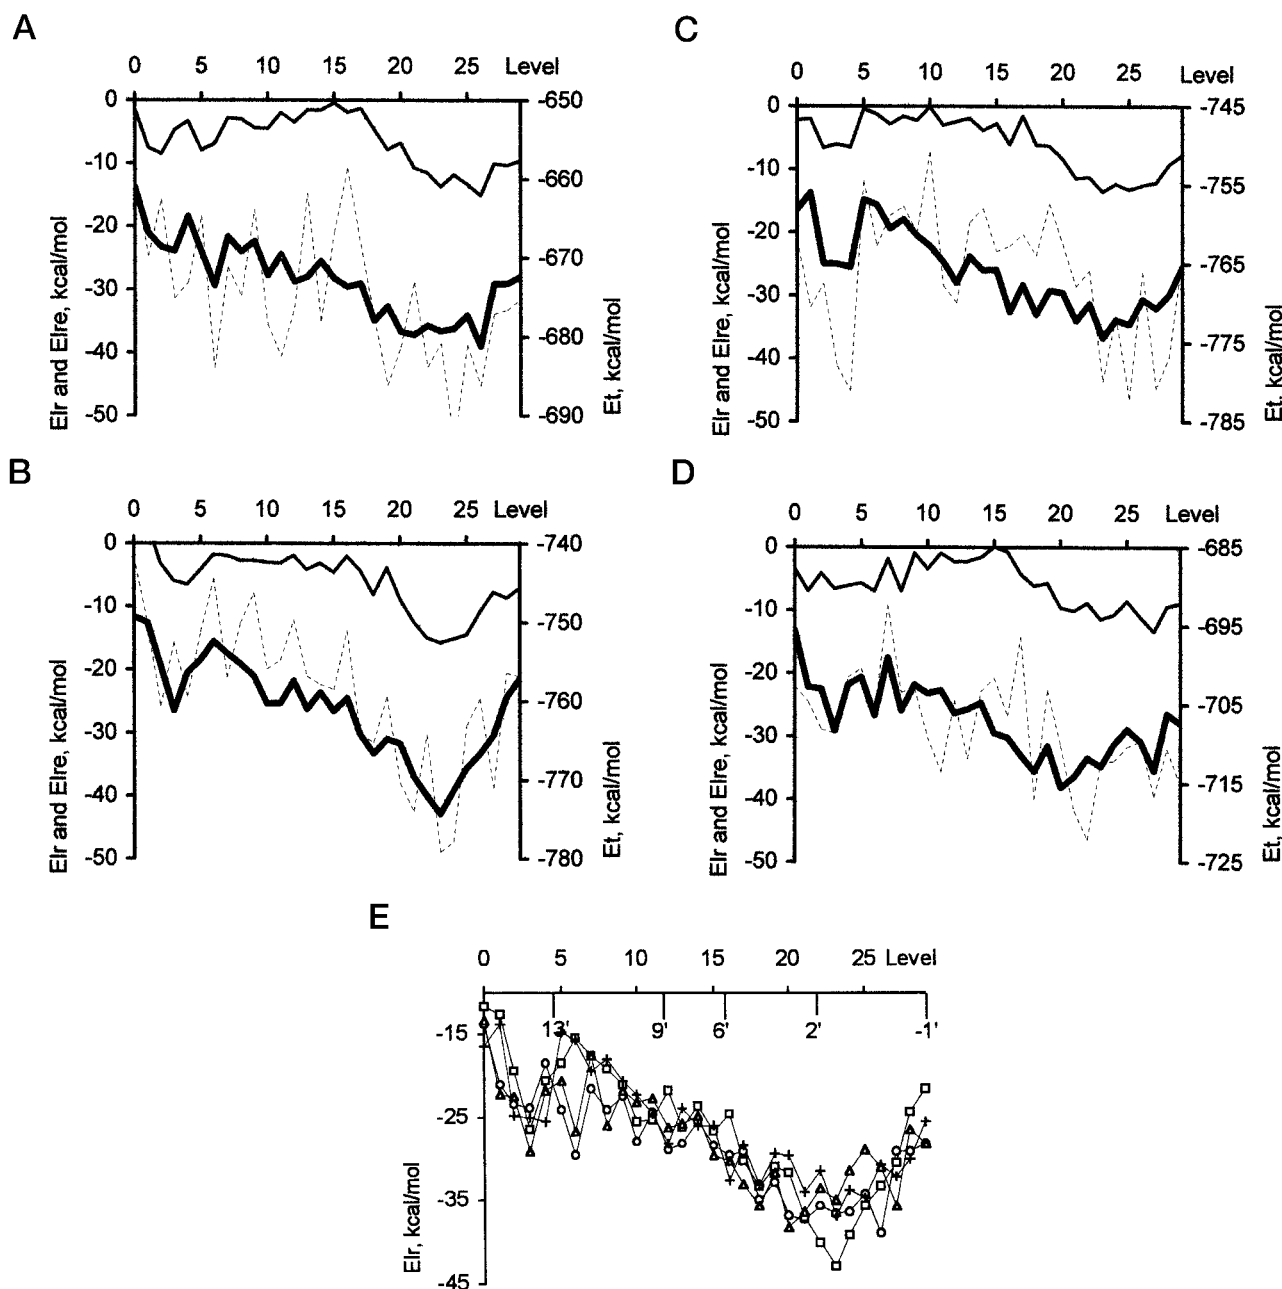 A
0 5 10 15 20 25 Level
0 -10 -20 -30 -40 -50
Elr and Elre, kcal/mol
-650 -660 -670 -680 -690
Et, kcal/mol
C
0 5 10 15 20 25 Level
0 -10 -20 -30 -40 -50
Elr and Elre, kcal/mol
-745 -755 -765 -775 -785
Et, kcal/mol
B
0 5 10 15 20 25 Level
0 -10 -20 -30 -40 -50
Elr and Elre, kcal/mol
-740 -750 -760 -770 -780
Et, kcal/mol
D
0 5 10 15 20 25 Level
0 -10 -20 -30 -40 -50
Elr and Elre, kcal/mol
-685 -695 -705 -715 -725
Et, kcal/mol
E
0 5 10 15 20 25 Level
13' 9' 6' 2' -1'
-15 -25 -35 -45
Elr, kcal/mol